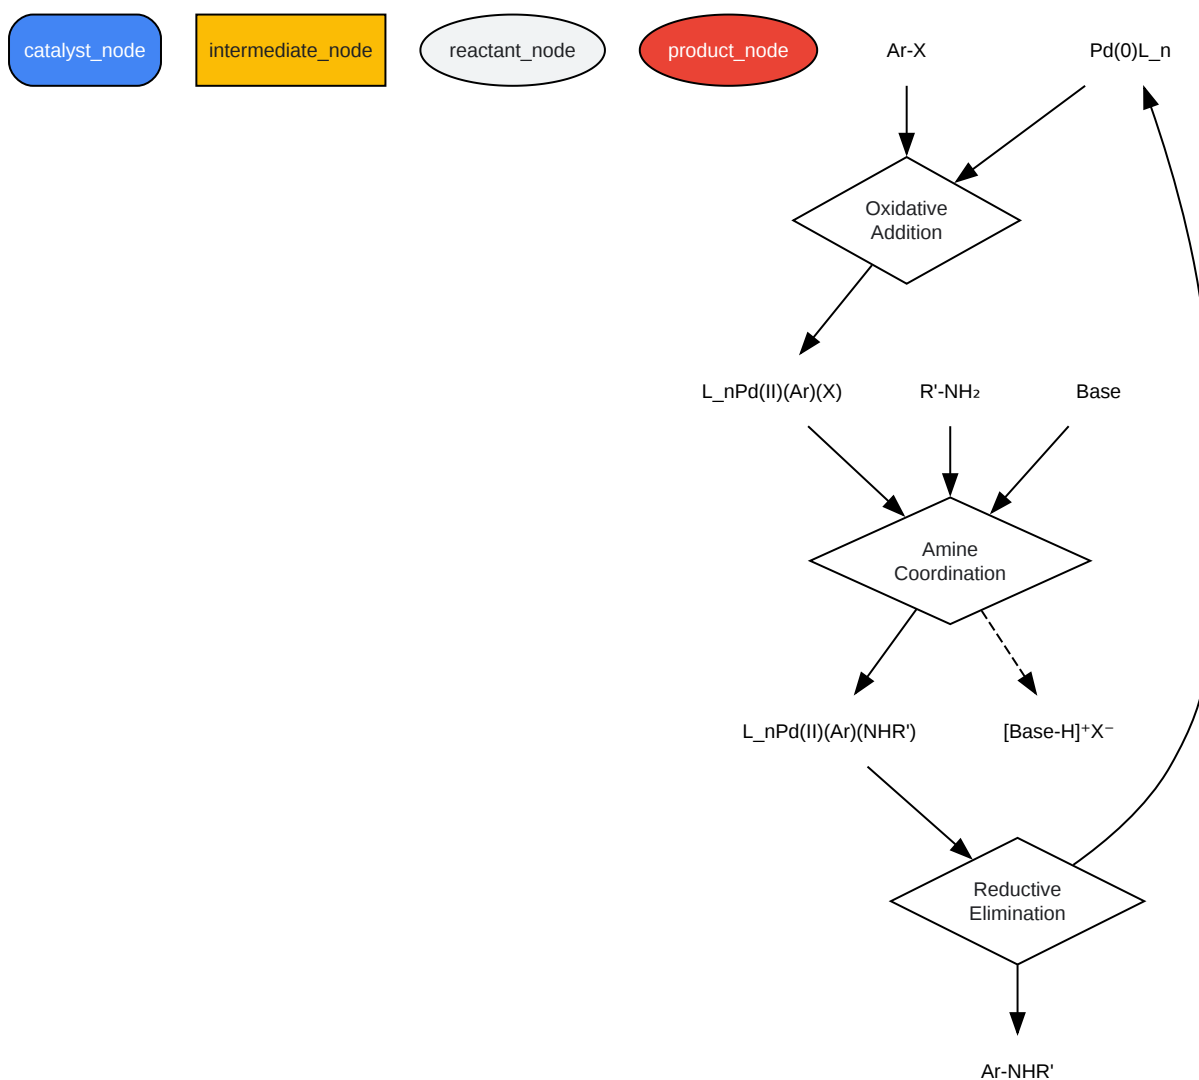 catalyst_node
intermediate_node
reactant_node
product_node
Ar-X
Pd(0)L_n
Oxidative
Addition
L_nPd(II)(Ar)(X)
R'-NH₂
Base
Amine
Coordination
L_nPd(II)(Ar)(NHR')
[Base-H]⁺X⁻
Reductive
Elimination
Ar-NHR'